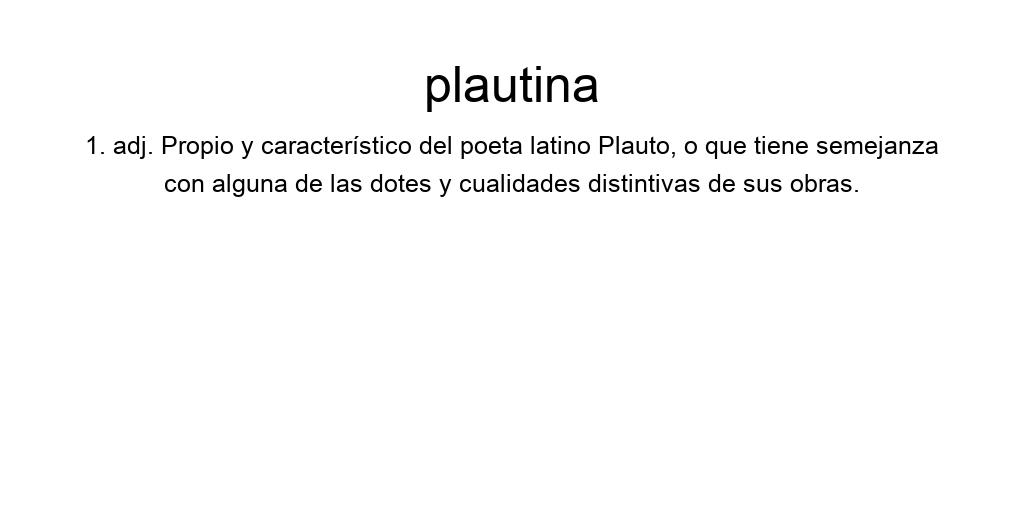 plautina
1. adj. Propio y característico del poeta latino Plauto, o que tiene semejanza
con alguna de las dotes y cualidades distintivas de sus obras.